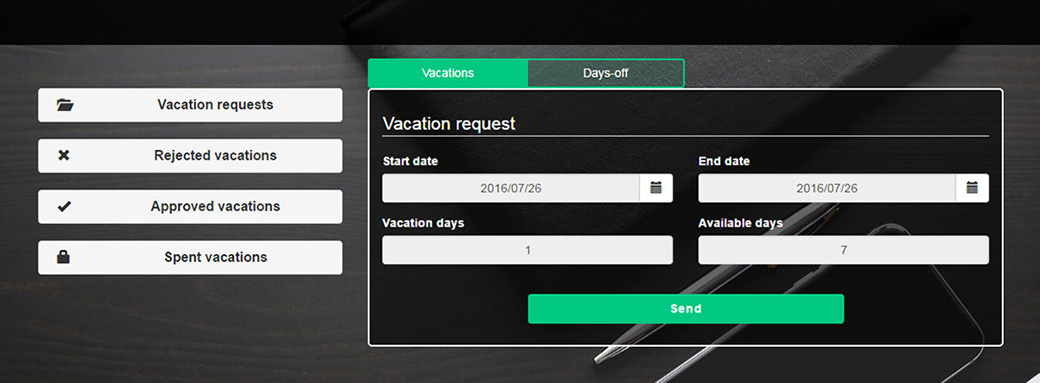 Vacations
Days-off
Vacation requests
Rejected vacations
Approved vacations
Spent vacations
Vacation request
Start date
End date
2016/07/26
2016/07/26
Vacation days
Available days
1
7
Send